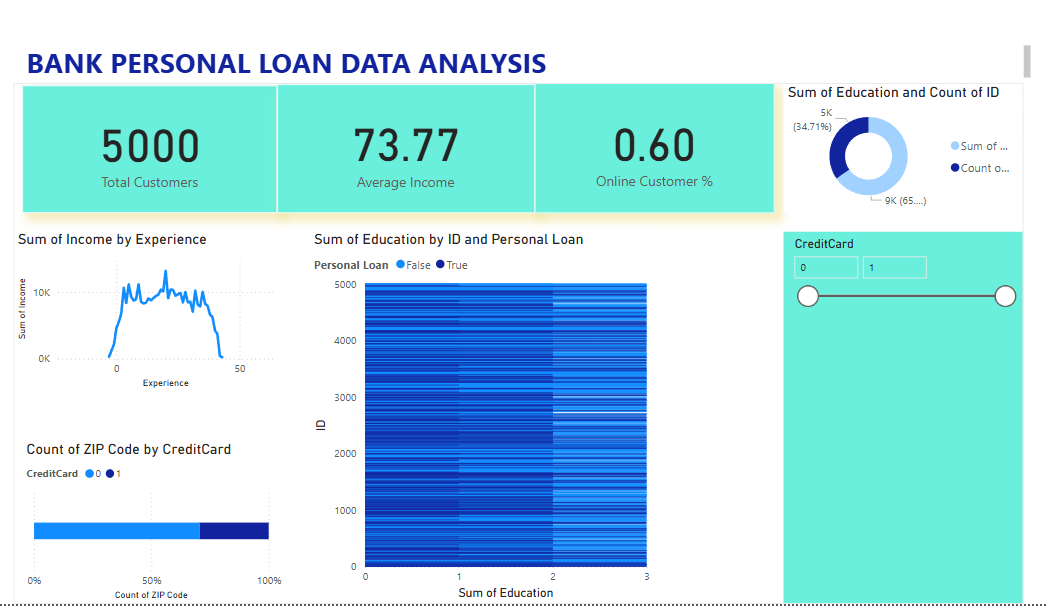 BANK PERSONAL LOAN DATA ANALYSIS
5000
Total Customers
73.77
Average Income
0.60
Online Customer %
Sum of Education and Count of ID
5K
(34.71%)
9K (65....)
Sum of ...
Count o...
Sum of Income by Experience
Sum of Income
10K
0K
0
50
Experience
Sum of Education by ID and Personal Loan
Personal Loan
False
True
ID
5000
4000
3000
2000
1000
0
0
1
2
3
Sum of Education
CreditCard
0
1
Count of ZIP Code by CreditCard
CreditCard
0
1
0%
50%
100%
Count of ZIP Code